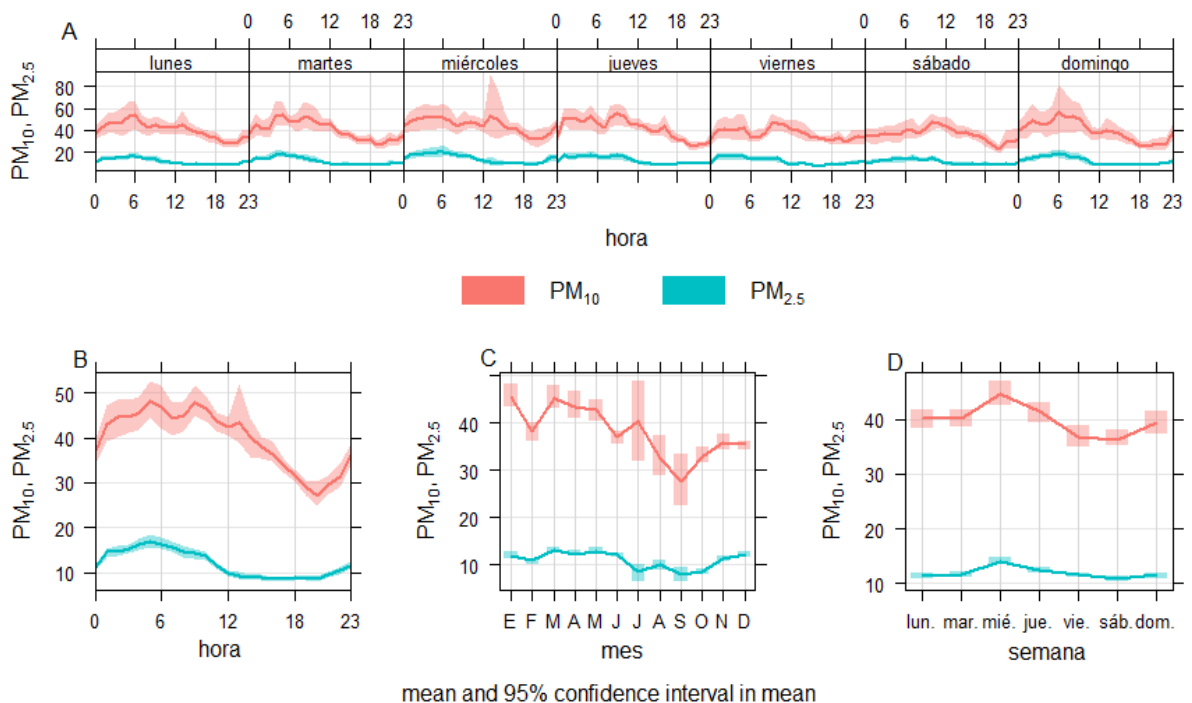 A
0 6 12 18 23 0 6 12 18 23 0 6 12 18 23
lunes martes miércoles jueves viernes sábado domingo
PM10, PM2.5
80
60
40
20
0 6 12 18 23 0 6 12 18 23 0 6 12 18 23 0 6 12 18 23
hora
PM10 PM2.5
B
PM10, PM2.5
50
40
30
20
10
0 6 12 18 23
hora
C
PM10, PM2.5
40
30
20
10
E F M A M J J A S O N D
mes
D
PM10, PM2.5
40
30
20
10
lun. mar. mié. jue. vie. sáb. dom.
semana
mean and 95% confidence interval in mean